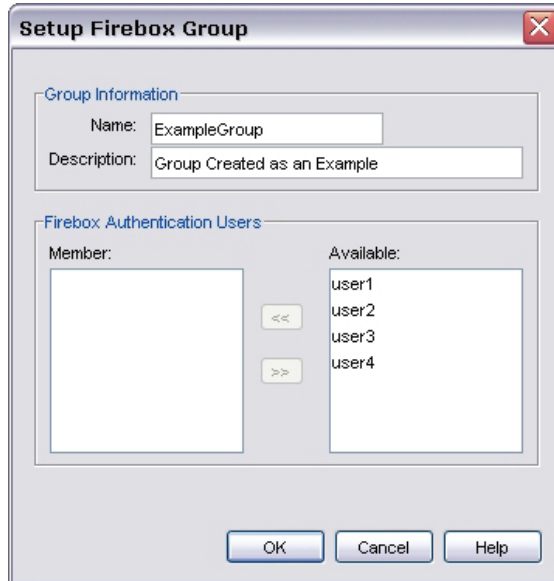 Setup Firebox Group
Group Information
Name: ExampleGroup
Description: Group Created as an Example
Firebox Authentication Users
Member: Available:
user1
<< user2
user3
>> user4
OK Cancel Help